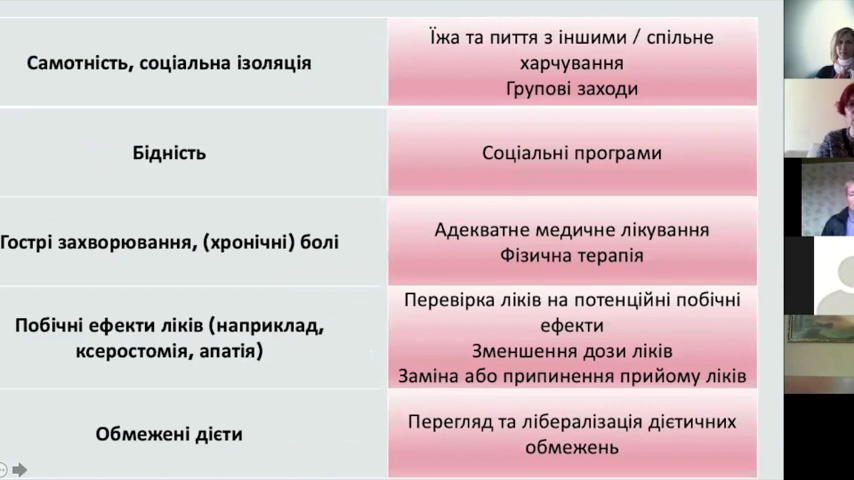 Самотність, соціальна ізоляція
Їжа та пиття з іншими / спільне
харчування
Групові заходи
Бідність
Соціальні програми
Гострі захворювання, (хронічні) болі
Адекватне медичне лікування
Фізична терапія
Побічні ефекти ліків (наприклад,
ксеростомія, апатія)
Перевірка ліків на потенційні побічні
ефекти
Зменшення дози ліків
Заміна або припинення прийому ліків
Обмежені дієти
Перегляд та лібералізація дієтичних
обмежень